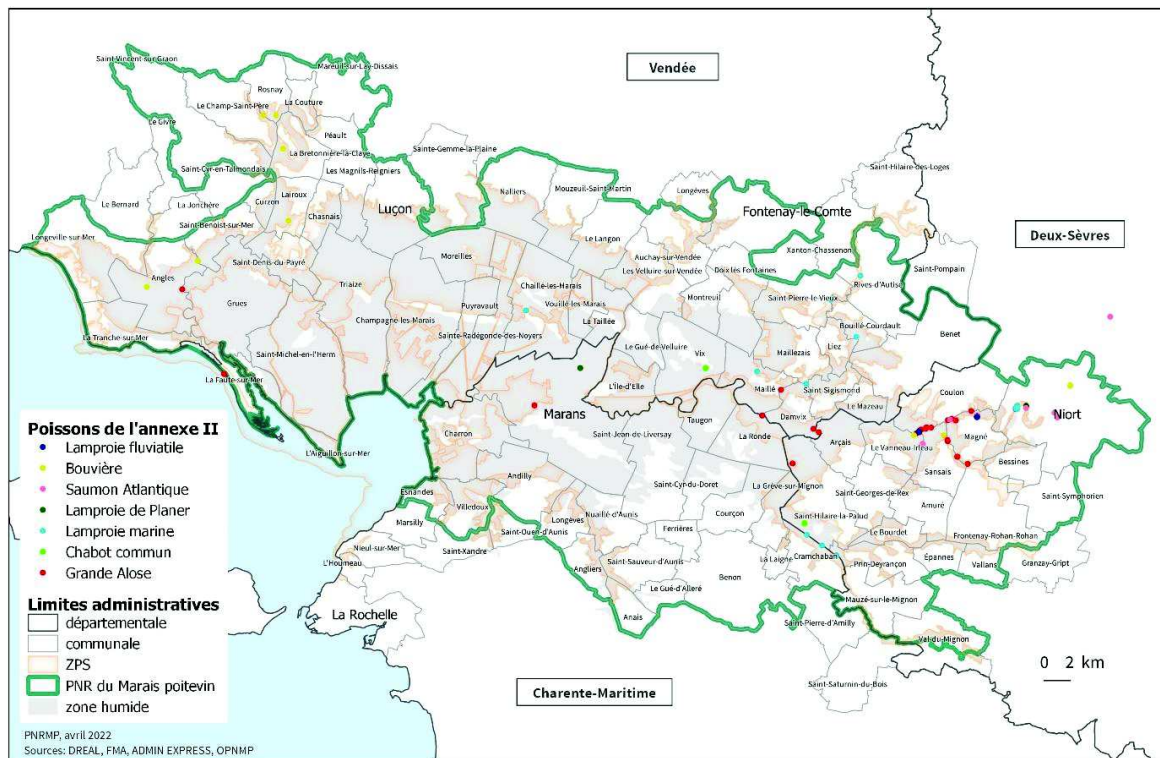 Vendée
Saint-Vincent-sur-Graon
Mareuil-sur-Lay-Dissais
Rosnay
Le Champ-Saint-Père
La Couture
Le Givre
Péault
La Bretonnière-la-Claye
Sainte-Gemme-la-Plaine
Saint-Hilaire-des-Loges
Saint-Cyr-en-Talmondais
Les Magnils-Reigniers
Nalliers
Mouzeuil-Saint-Martin
Longèves
Le Bernard
La Jonchère
Lairoux
Curzon
Chasnais
Luçon
Fontenay-le-Comte
Saint-Benoist-sur-Mer
Longeville-sur-Mer
Le Langon
Deux-Sèvres
Auchay-sur-Vendée
Xanton-Chassenon
Moreilles
Saint-Denis-du-Payré
Les Velluire-sur-Vendée
Doix lès Fontaines
Saint-Pompain
Angles
Triaize
Chaillé-les-Marais
Rives-d'Autise
Grues
Puyravault
Vouillé-les-Marais
Montreuil
Saint-Pierre-le-Vieux
Champagné-les-Marais
La Taillée
Bouillé-Courdault
La Tranche-sur-Mer
Sainte-Radégonde-des-Noyers
Benet
Le Gué-de-Velluire
Liez
Saint-Michel-en-l'Herm
Vix
Maillezais
La Faute-sur-Mer
L'Île-d'Elle
Maillé
Saint-Sigismond
Coulon
Marans
Le Mazeau
Niort
Taugon
Damvix
Charron
Saint-Jean-de-Liversay
La Ronde
Arçais
Magné
Le Vanneau-Irleau
L'Aiguillon-sur-Mer
Bessines
Andilly
Sansais
Saint-Cyr-du-Doret
La Grève-sur-Mignon
Esnandes
Saint-Georges-de-Rex
Saint-Symphorien
Villedoux
Amuré
Marsilly
Longèves
Nuaillé-d'Aunis
Courçon
Saint-Hilaire-la-Palud
Saint-Ouen-d'Aunis
Ferrières
Le Bourdet
Frontenay-Rohan-Rohan
Nieul-sur-Mer
Saint-Xandre
Cramchaban
Épannes
L'Houmeau
Saint-Sauveur-d'Aunis
La Laigne
Prin-Deyrançon
Vallans
Granzay-Gript
Angliers
Benon
Le Gué-d'Alleré
Mauzé-sur-le-Mignon
La Rochelle
Anais
Saint-Pierre-d'Amilly
Val-du-Mignon
Saint-Saturnin-du-Bois
Charente-Maritime
0 2 km
Poissons de l'annexe II
Lamproie fluviatile
Bouvière
Saumon Atlantique
Lamproie de Planer
Lamproie marine
Chabot commun
Grande Alose
Limites administratives
départementale
communale
ZPS
PNR du Marais poitevin
zone humide
PNRMP, avril 2022
Sources: DREAL, FMA, ADMIN EXPRESS, OPNMP